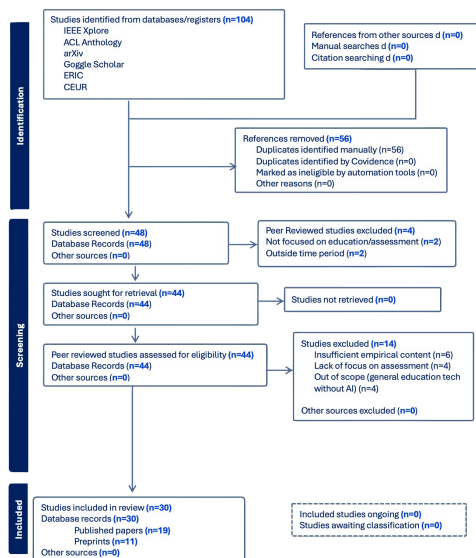 Identification
Studies identified from databases/registers (n=104)
IEEE Xplore
ACL Anthology
arXiv
Goggle Scholar
ERIC
CEUR
References from other sources d (n=0)
Manual searches d (n=0)
Citation searching d (n=0)
References removed (n=56)
Duplicates identified manually (n=56)
Duplicates identified by Covidence (n=0)
Marked as ineligible by automation tools (n=0)
Other reasons (n=0)
Screening
Studies screened (n=48)
Database Records (n=48)
Other sources (n=0)
Peer Reviewed studies excluded (n=4)
Not focused on education/assessment (n=2)
Outside time period (n=2)
Studies sought for retrieval (n=44)
Database Records (n=44)
Other sources (n=0)
Studies not retrieved (n=0)
Peer reviewed studies assessed for eligibility (n=44)
Database Records (n=44)
Other sources (n=0)
Studies excluded (n=14)
Insufficient empirical content (n=6)
Lack of focus on assessment (n=4)
Out of scope (general education tech
without AI) (n=4)
Other sources excluded (n=0)
Included
Studies included in review (n=30)
Database records (n=30)
Published papers (n=19)
Preprints (n=11)
Other sources (n=0)
Included studies ongoing (n=0)
Studies awaiting classification (n=0)